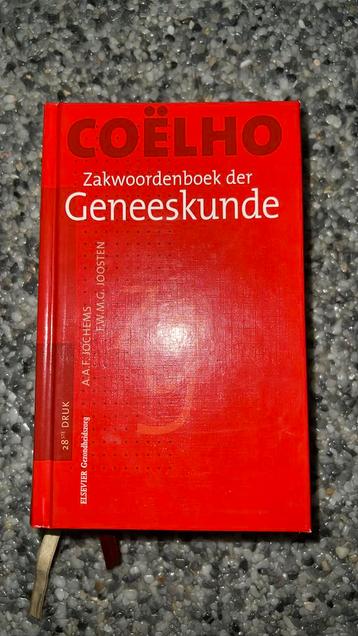 COËLHO
Zakwoordenboek der
Geneeskunde
A.A.F. JOCHEMS
F.W.M.G. JOOSTEN
28STE DRUK
ELSEVIER Gezondheidszorg